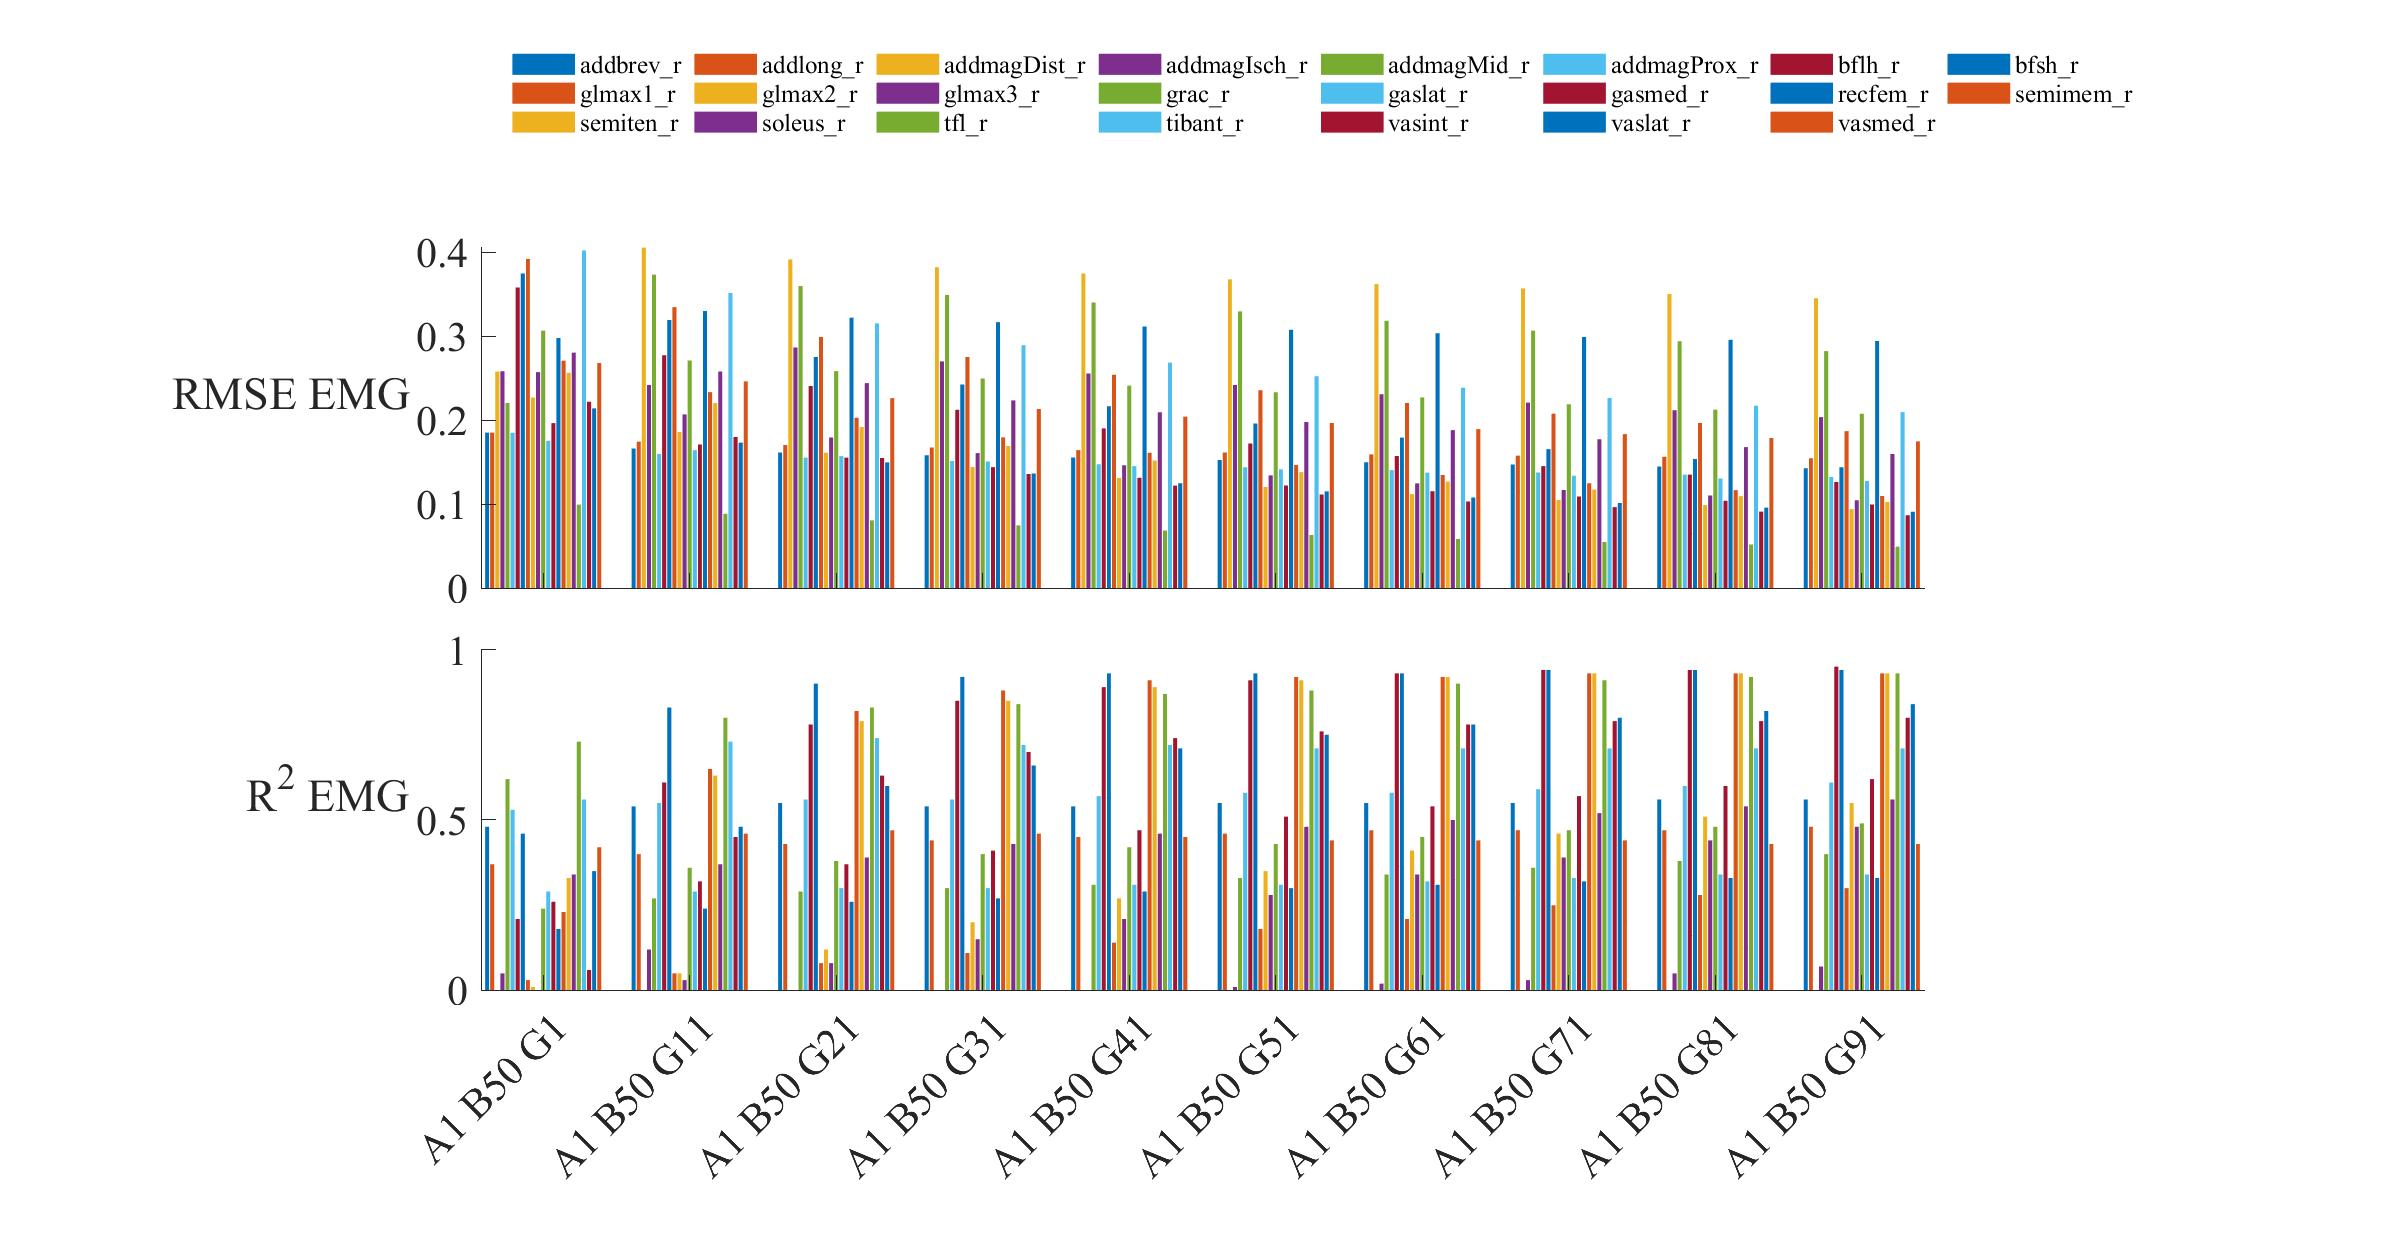 addbrev_r addlong_r addmagDist_r addmagIsch_r addmagMid_r addmagProx_r bflh_r bfsh_r
glmax1_r glmax2_r glmax3_r grac_r gaslat_r gasmed_r recfem_r semimem_r
semiten_r soleus_r tfl_r tibant_r vasint_r vaslat_r vasmed_r
RMSE EMG
0.4
0.3
0.2
0.1
0
R² EMG
1
0.5
0
A1 B50 G1
A1 B50 G11
A1 B50 G21
A1 B50 G31
A1 B50 G41
A1 B50 G51
A1 B50 G61
A1 B50 G71
A1 B50 G81
A1 B50 G91